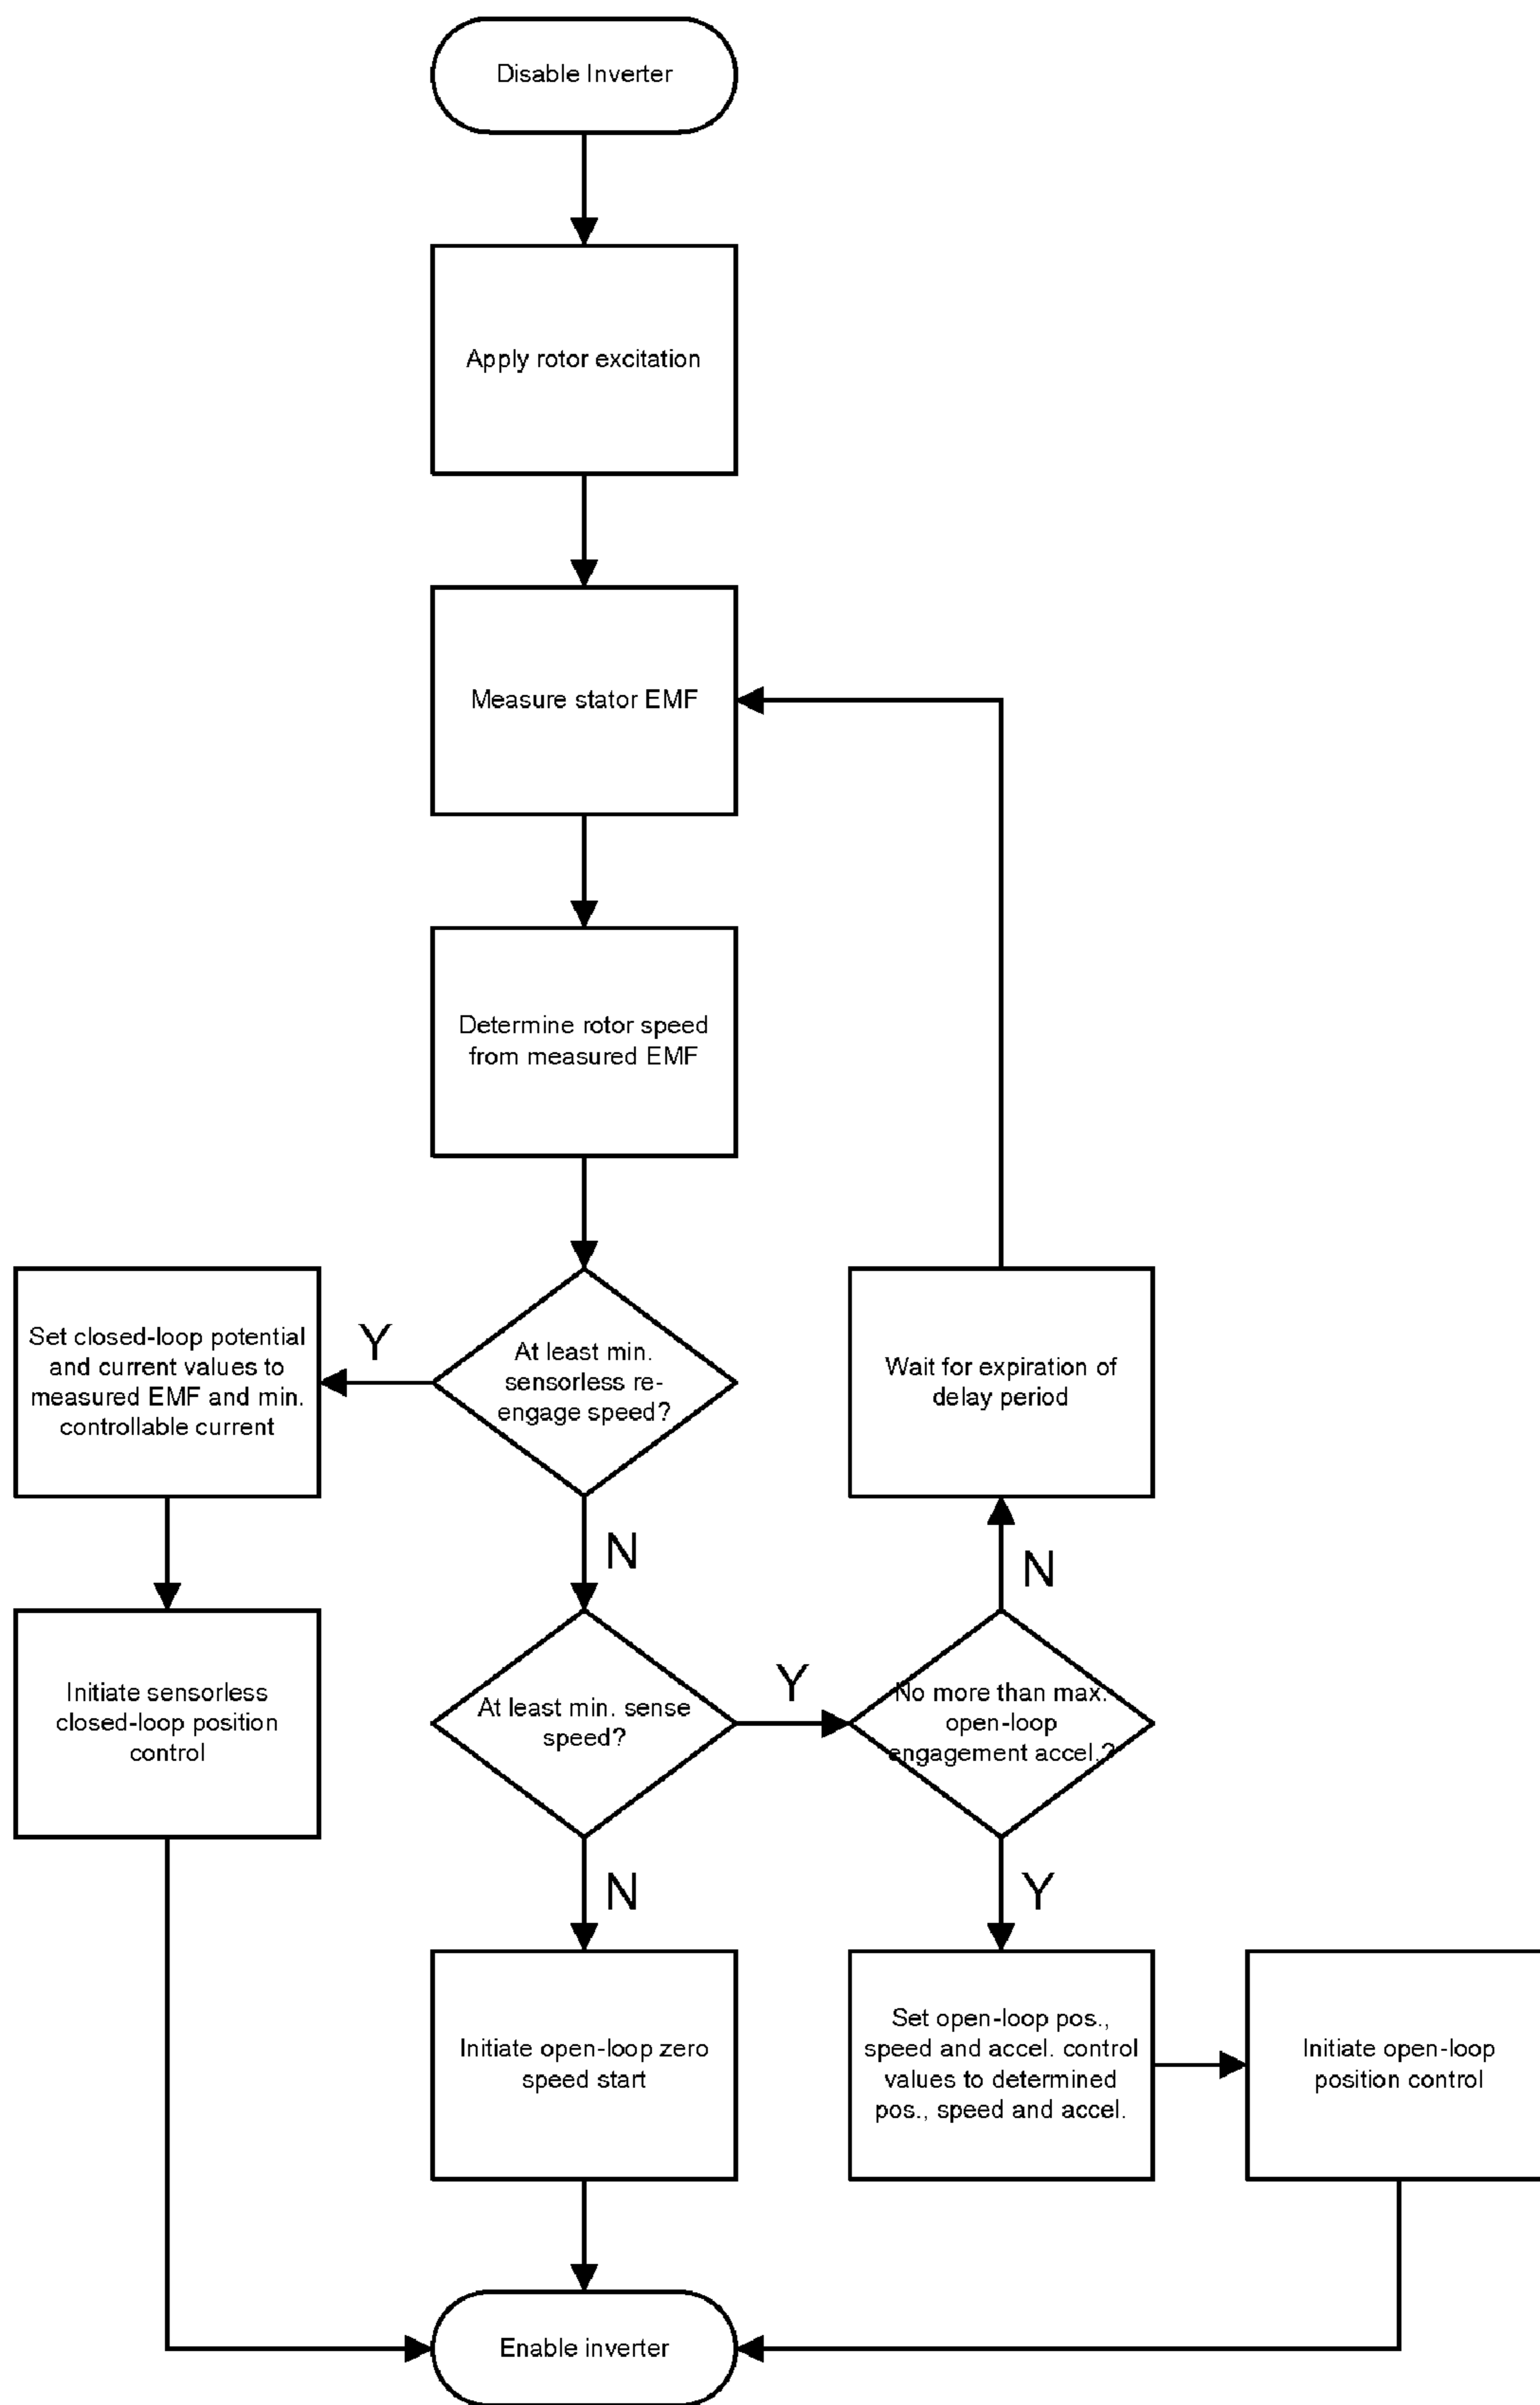 Disable Inverter
Apply rotor excitation
Measure stator EMF
Determine rotor speed
from measured EMF
Set closed-loop potential
and current values to
measured EMF and min.
controllable current
Y
At least min.
sensorless re-
engage speed?
Wait for expiration of
delay period
N
N
Initiate sensorless
closed-loop position
control
At least min. sense
speed?
Y
No more than max.
open-loop
engagement accel.?
N
Y
Initiate open-loop zero
speed start
Set open-loop pos.,
speed and accel. control
values to determined
pos., speed and accel.
Initiate open-loop
position control
Enable inverter